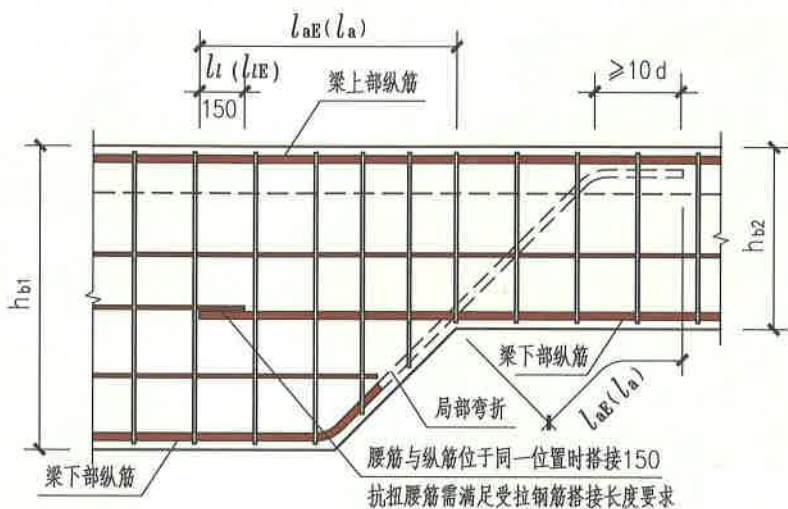 laE(la)
ll (llE)
150
≥10d
梁上部纵筋
hb1
hb2
梁下部纵筋
laE(la)
局部弯折
梁下部纵筋
腰筋与纵筋位于同一位置时搭接150
抗扭腰筋需满足受拉钢筋搭接长度要求